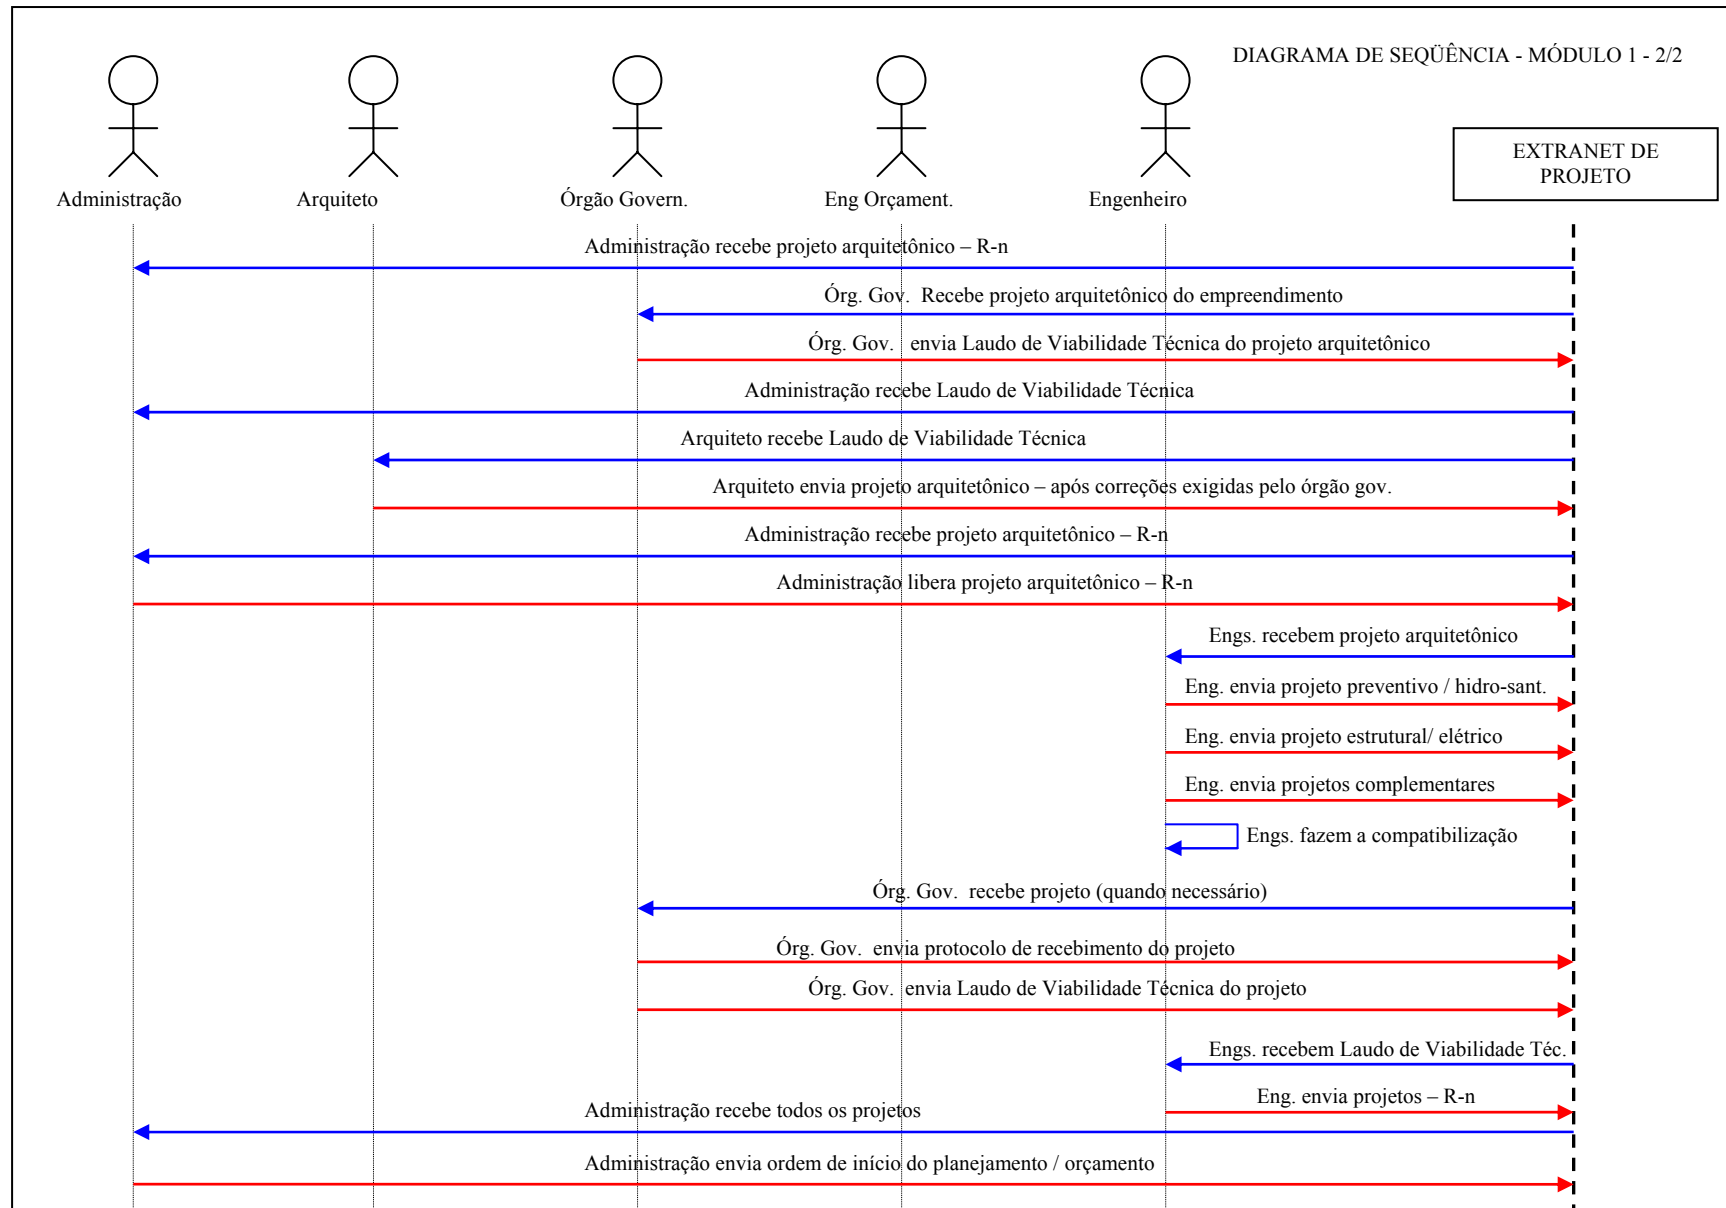 DIAGRAMA DE SEQÜÊNCIA - MÓDULO 1 - 2/2
EXTRANET DE
PROJETO
Administração
Arquiteto
Órgão Govern.
Eng Orçament.
Engenheiro
Administração recebe projeto arquitetônico – R-n
Órg. Gov. Recebe projeto arquitetônico do empreendimento
Órg. Gov. envia Laudo de Viabilidade Técnica do projeto arquitetônico
Administração recebe Laudo de Viabilidade Técnica
Arquiteto recebe Laudo de Viabilidade Técnica
Arquiteto envia projeto arquitetônico – após correções exigidas pelo órgão gov.
Administração recebe projeto arquitetônico – R-n
Administração libera projeto arquitetônico – R-n
Engs. recebem projeto arquitetônico
Eng. envia projeto preventivo / hidro-sant.
Eng. envia projeto estrutural/ elétrico
Eng. envia projetos complementares
Engs. fazem a compatibilização
Órg. Gov. recebe projeto (quando necessário)
Órg. Gov. envia protocolo de recebimento do projeto
Órg. Gov. envia Laudo de Viabilidade Técnica do projeto
Engs. recebem Laudo de Viabilidade Téc.
Eng. envia projetos – R-n
Administração recebe todos os projetos
Administração envia ordem de início do planejamento / orçamento